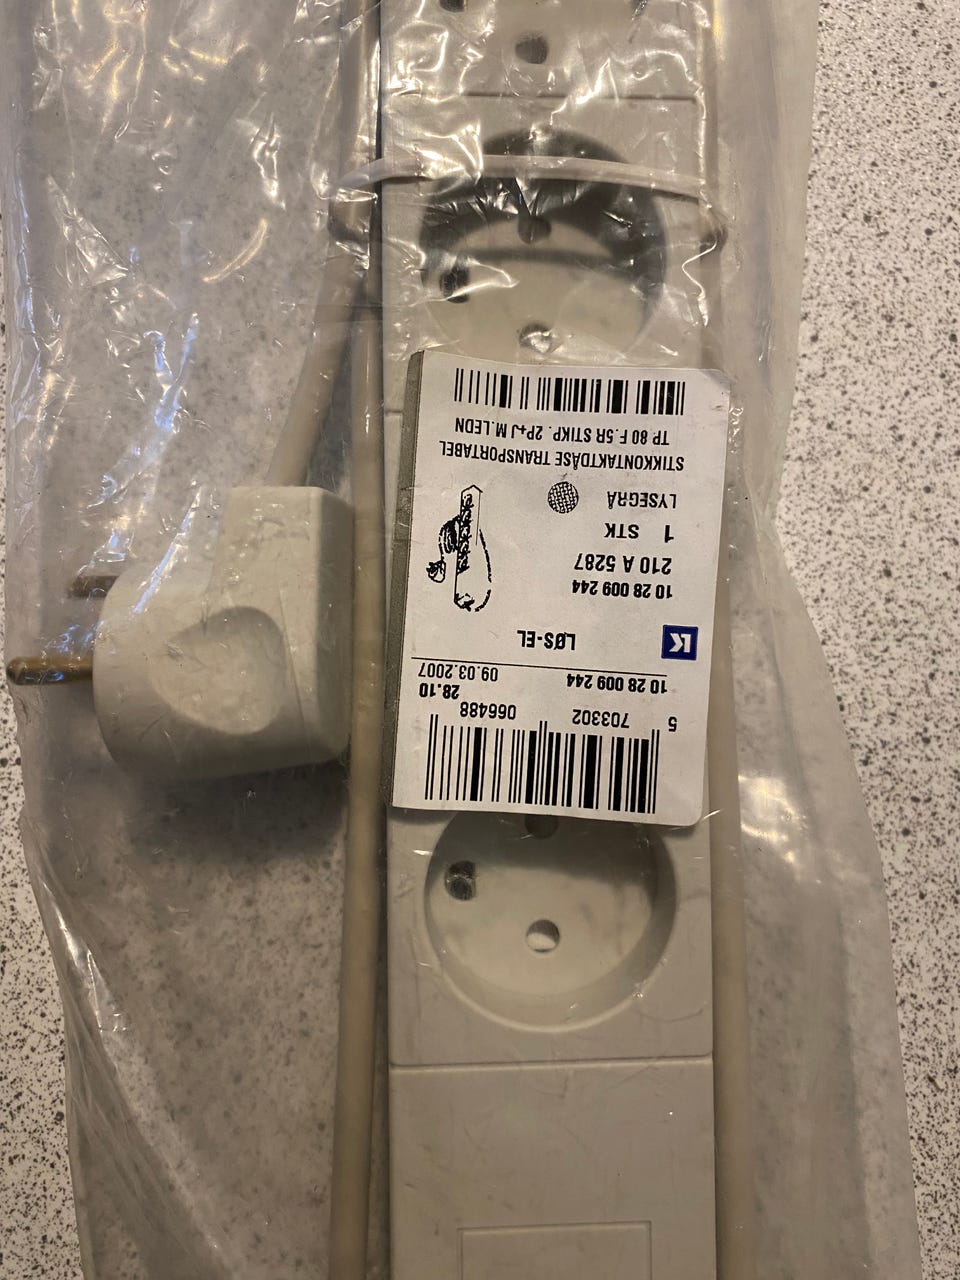 5 703302 066488
28.10
10 28 009 244 09.03.2007
LK LØS-EL
10 28 009 244
210 A 5287
1 STK
LYSEGRÅ
STIKKONTAKTDÅSE TRANSPORTABEL
TP.80 F.5R STIKP. 2P+J M.LEDN